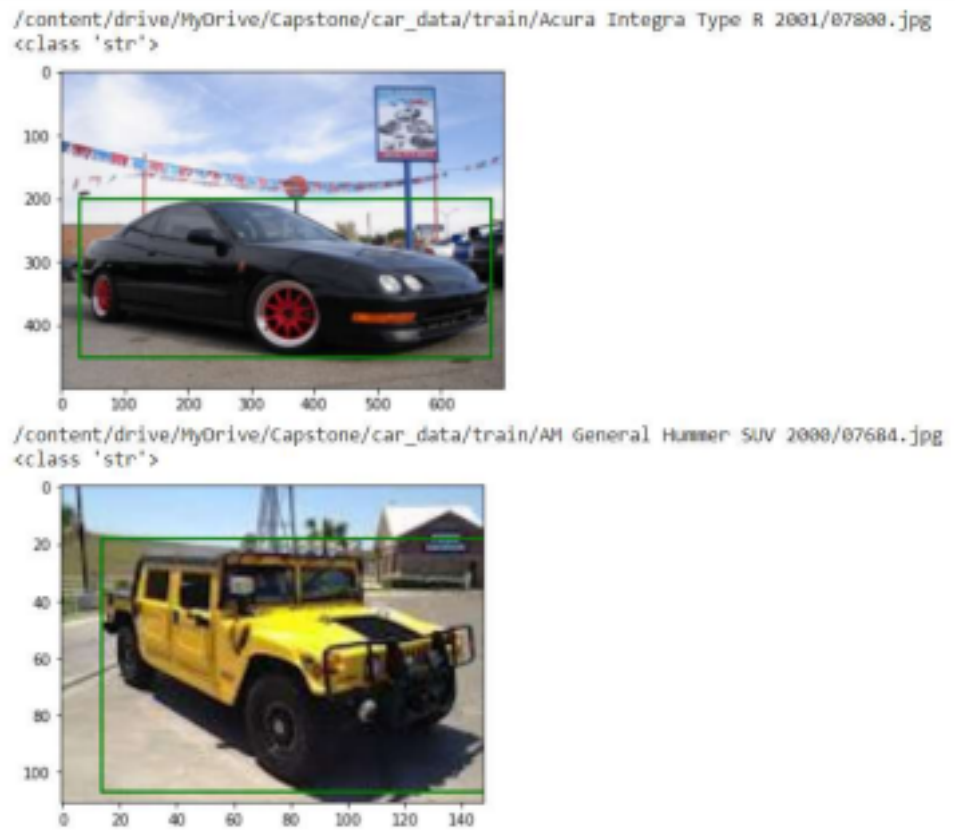 /content/drive/MyDrive/Capstone/car_data/train/Acura Integra Type R 2001/07800.jpg
<class 'str'>
0
100
200
300
400
0 100 200 300 400 500 600
/content/drive/MyDrive/Capstone/car_data/train/AM General Hummer SUV 2000/07684.jpg
<class 'str'>
0
20
40
60
80
100
0 20 40 60 80 100 120 140